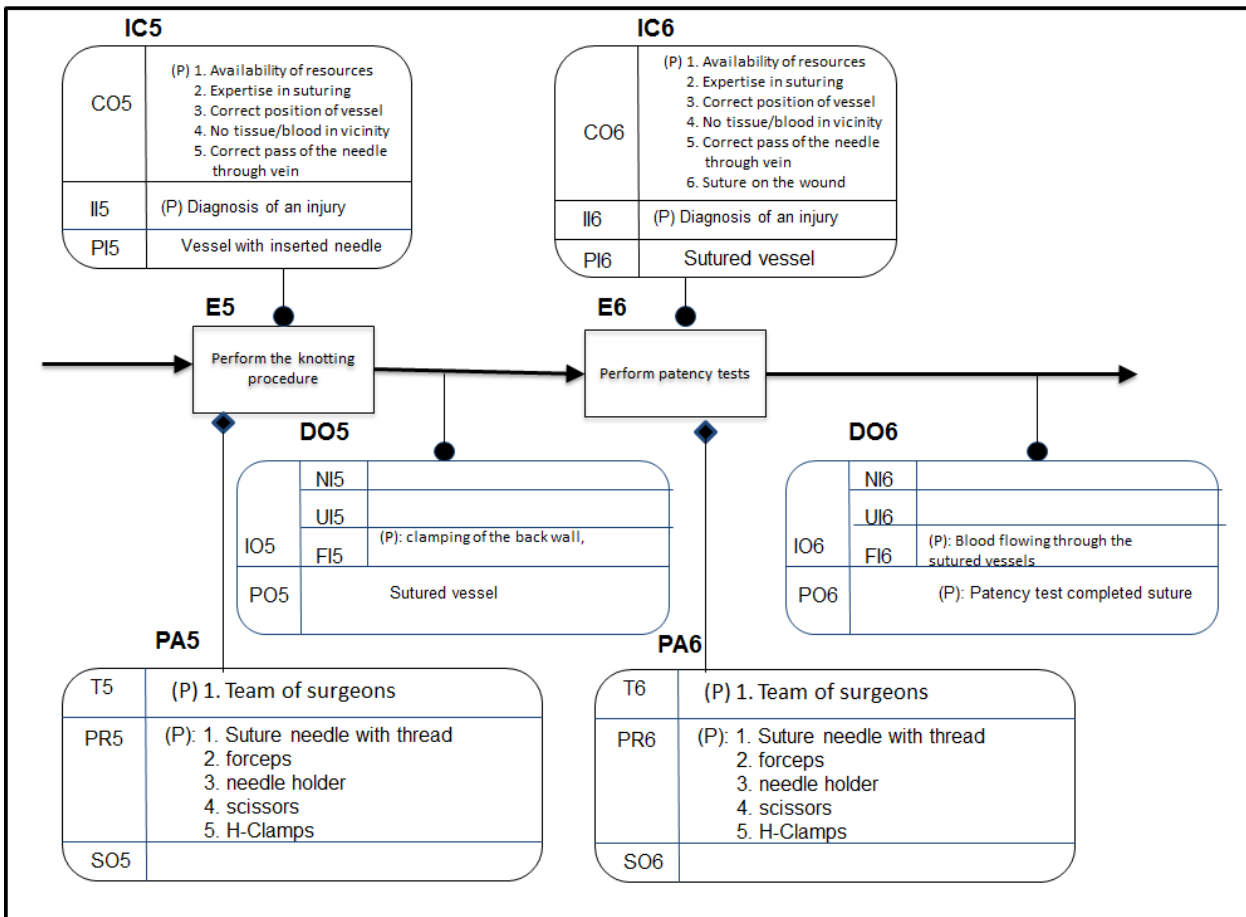 IC5
CO5
(P) 1. Availability of resources
2. Expertise in suturing
3. Correct position of vessel
4. No tissue/blood in vicinity
5. Correct pass of the needle
through vein
II5
(P) Diagnosis of an injury
PI5
Vessel with inserted needle
IC6
CO6
(P) 1. Availability of resources
2. Expertise in suturing
3. Correct position of vessel
4. No tissue/blood in vicinity
5. Correct pass of the needle
through vein
6. Suture on the wound
II6
(P) Diagnosis of an injury
PI6
Sutured vessel
E5
Perform the knotting
procedure
E6
Perform patency tests
DO5
NI5
UI5
IO5
FI5
(P): clamping of the back wall,
PO5
Sutured vessel
DO6
NI6
UI6
IO6
FI6
(P): Blood flowing through the
sutured vessels
PO6
(P): Patency test completed suture
PA5
T5
(P) 1. Team of surgeons
PR5
(P): 1. Suture needle with thread
2. forceps
3. needle holder
4. scissors
5. H-Clamps
SO5
PA6
T6
(P) 1. Team of surgeons
PR6
(P): 1. Suture needle with thread
2. forceps
3. needle holder
4. scissors
5. H-Clamps
SO6